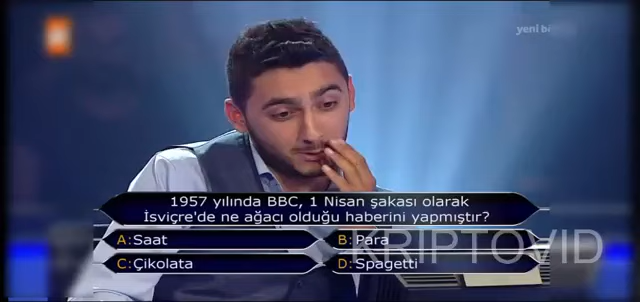 yeni b
1957 yılında BBC, 1 Nisan şakası olarak
İsviçre'de ne ağacı olduğu haberini yapmıştır?
A: Saat
B: Para
C: Çikolata
D: Spagetti
KRIPTOVID